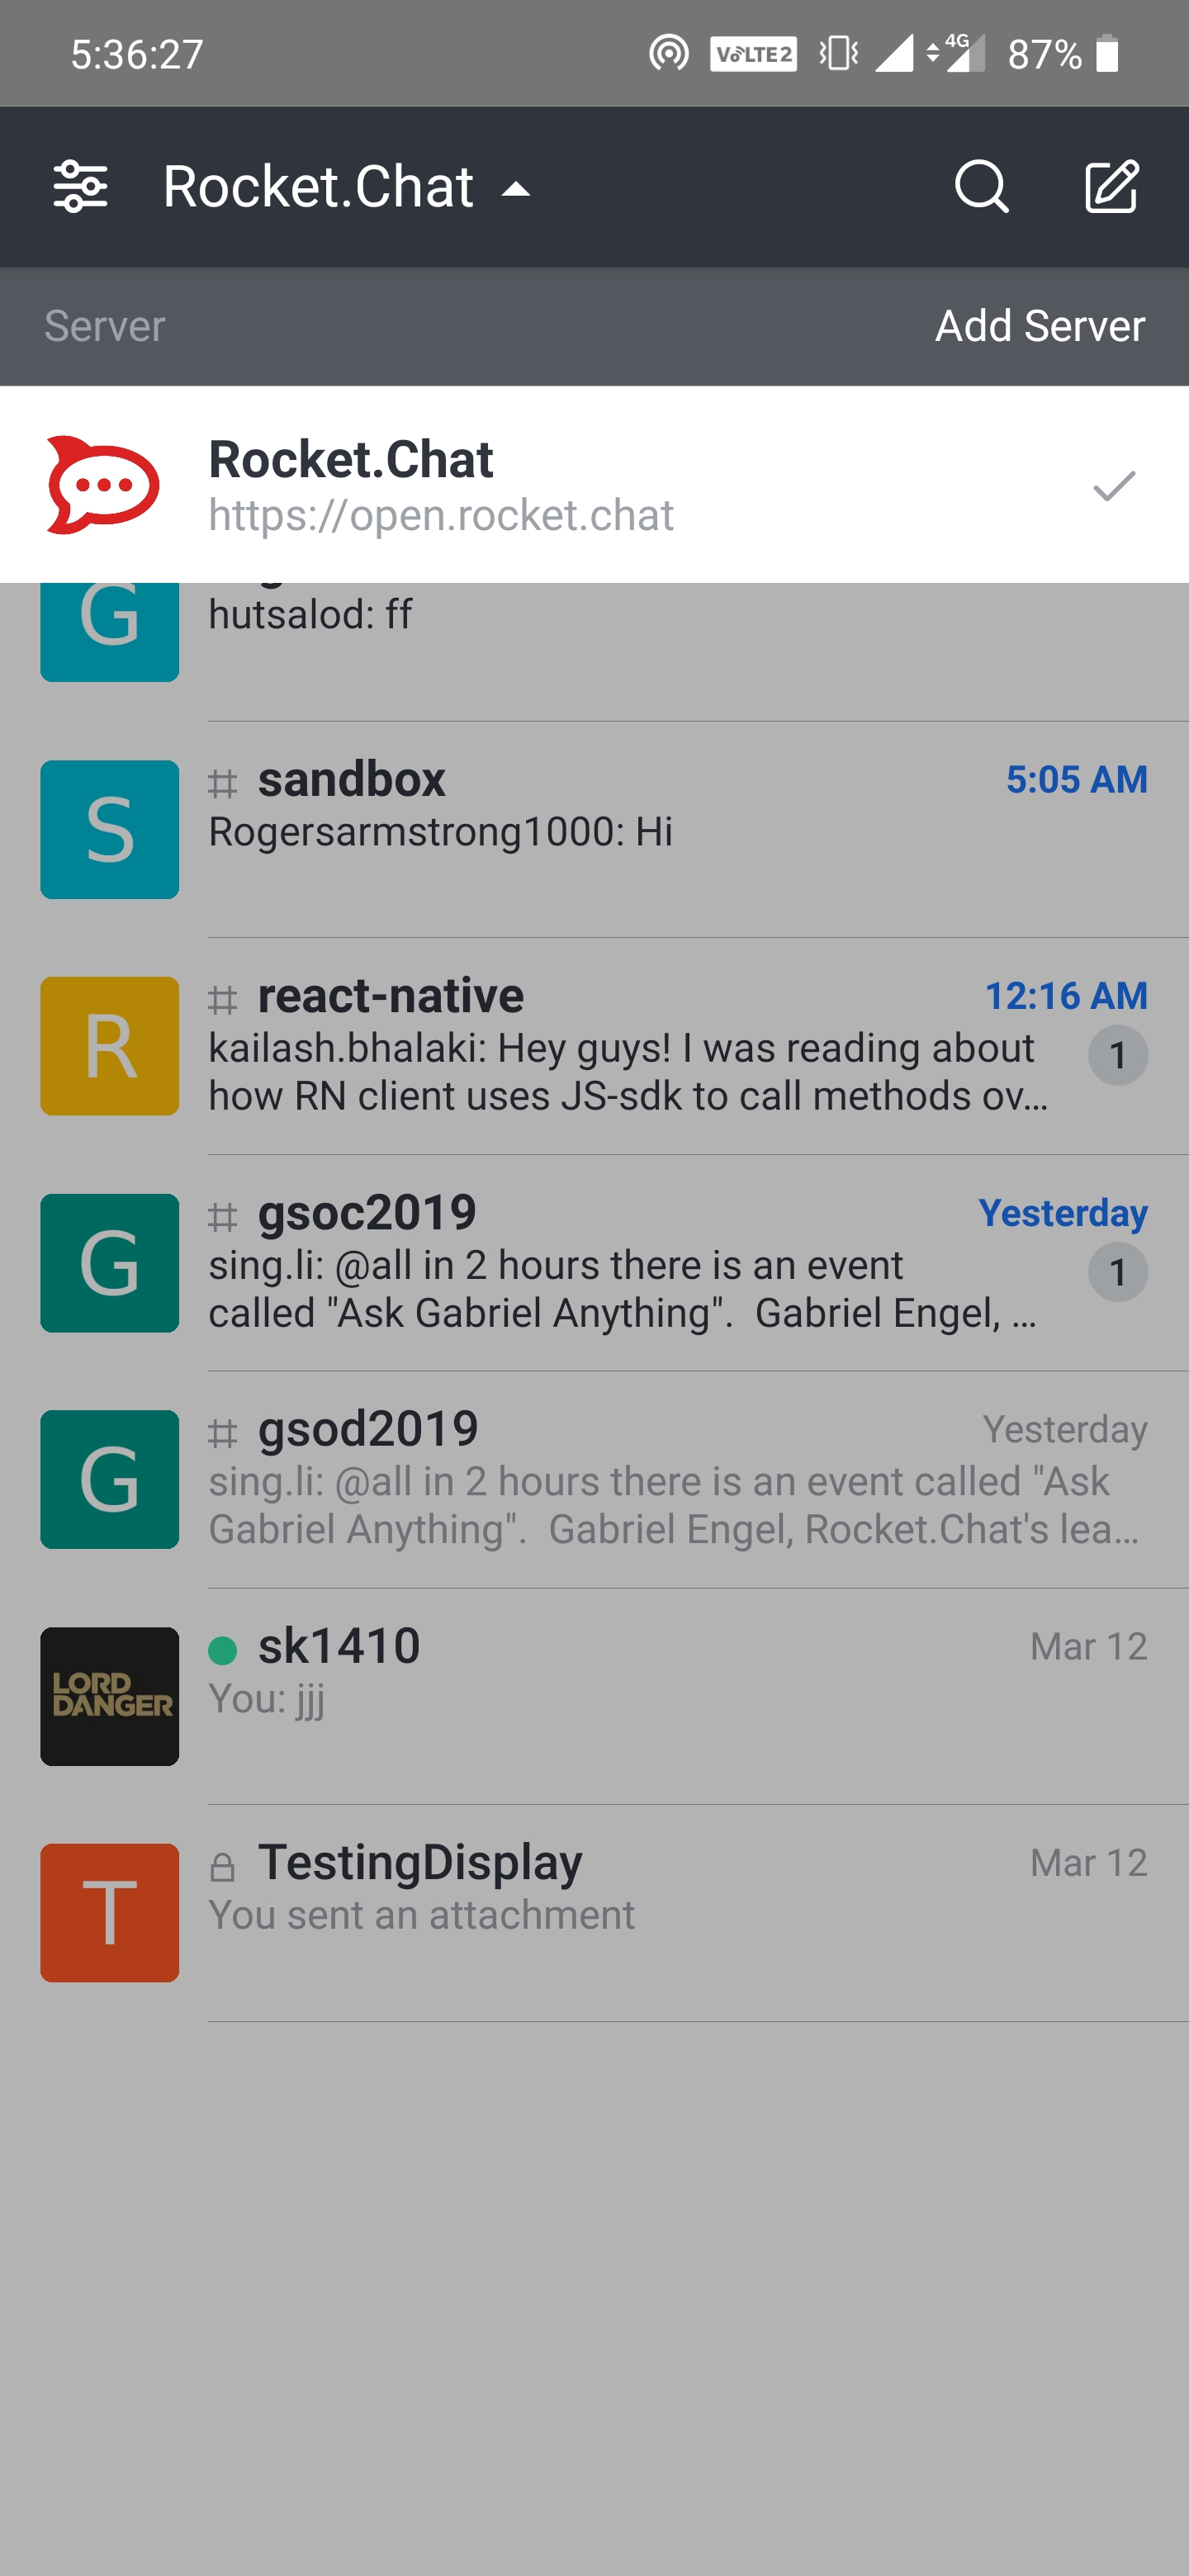 5:36:27
VoLTE2
4G
87%
Rocket.Chat
Server
Add Server
Rocket.Chat
https://open.rocket.chat
G
hutsalod: ff
S
sandbox
5:05 AM
Rogersarmstrong1000: Hi
R
react-native
12:16 AM
kailash.bhalaki: Hey guys! I was reading about
how RN client uses JS-sdk to call methods ov…
1
G
gsoc2019
Yesterday
sing.li: @all in 2 hours there is an event
called "Ask Gabriel Anything".  Gabriel Engel, …
1
G
gsod2019
Yesterday
sing.li: @all in 2 hours there is an event called "Ask
Gabriel Anything".  Gabriel Engel, Rocket.Chat's lea…
LORD
DANGER
sk1410
Mar 12
You: jjj
T
TestingDisplay
Mar 12
You sent an attachment